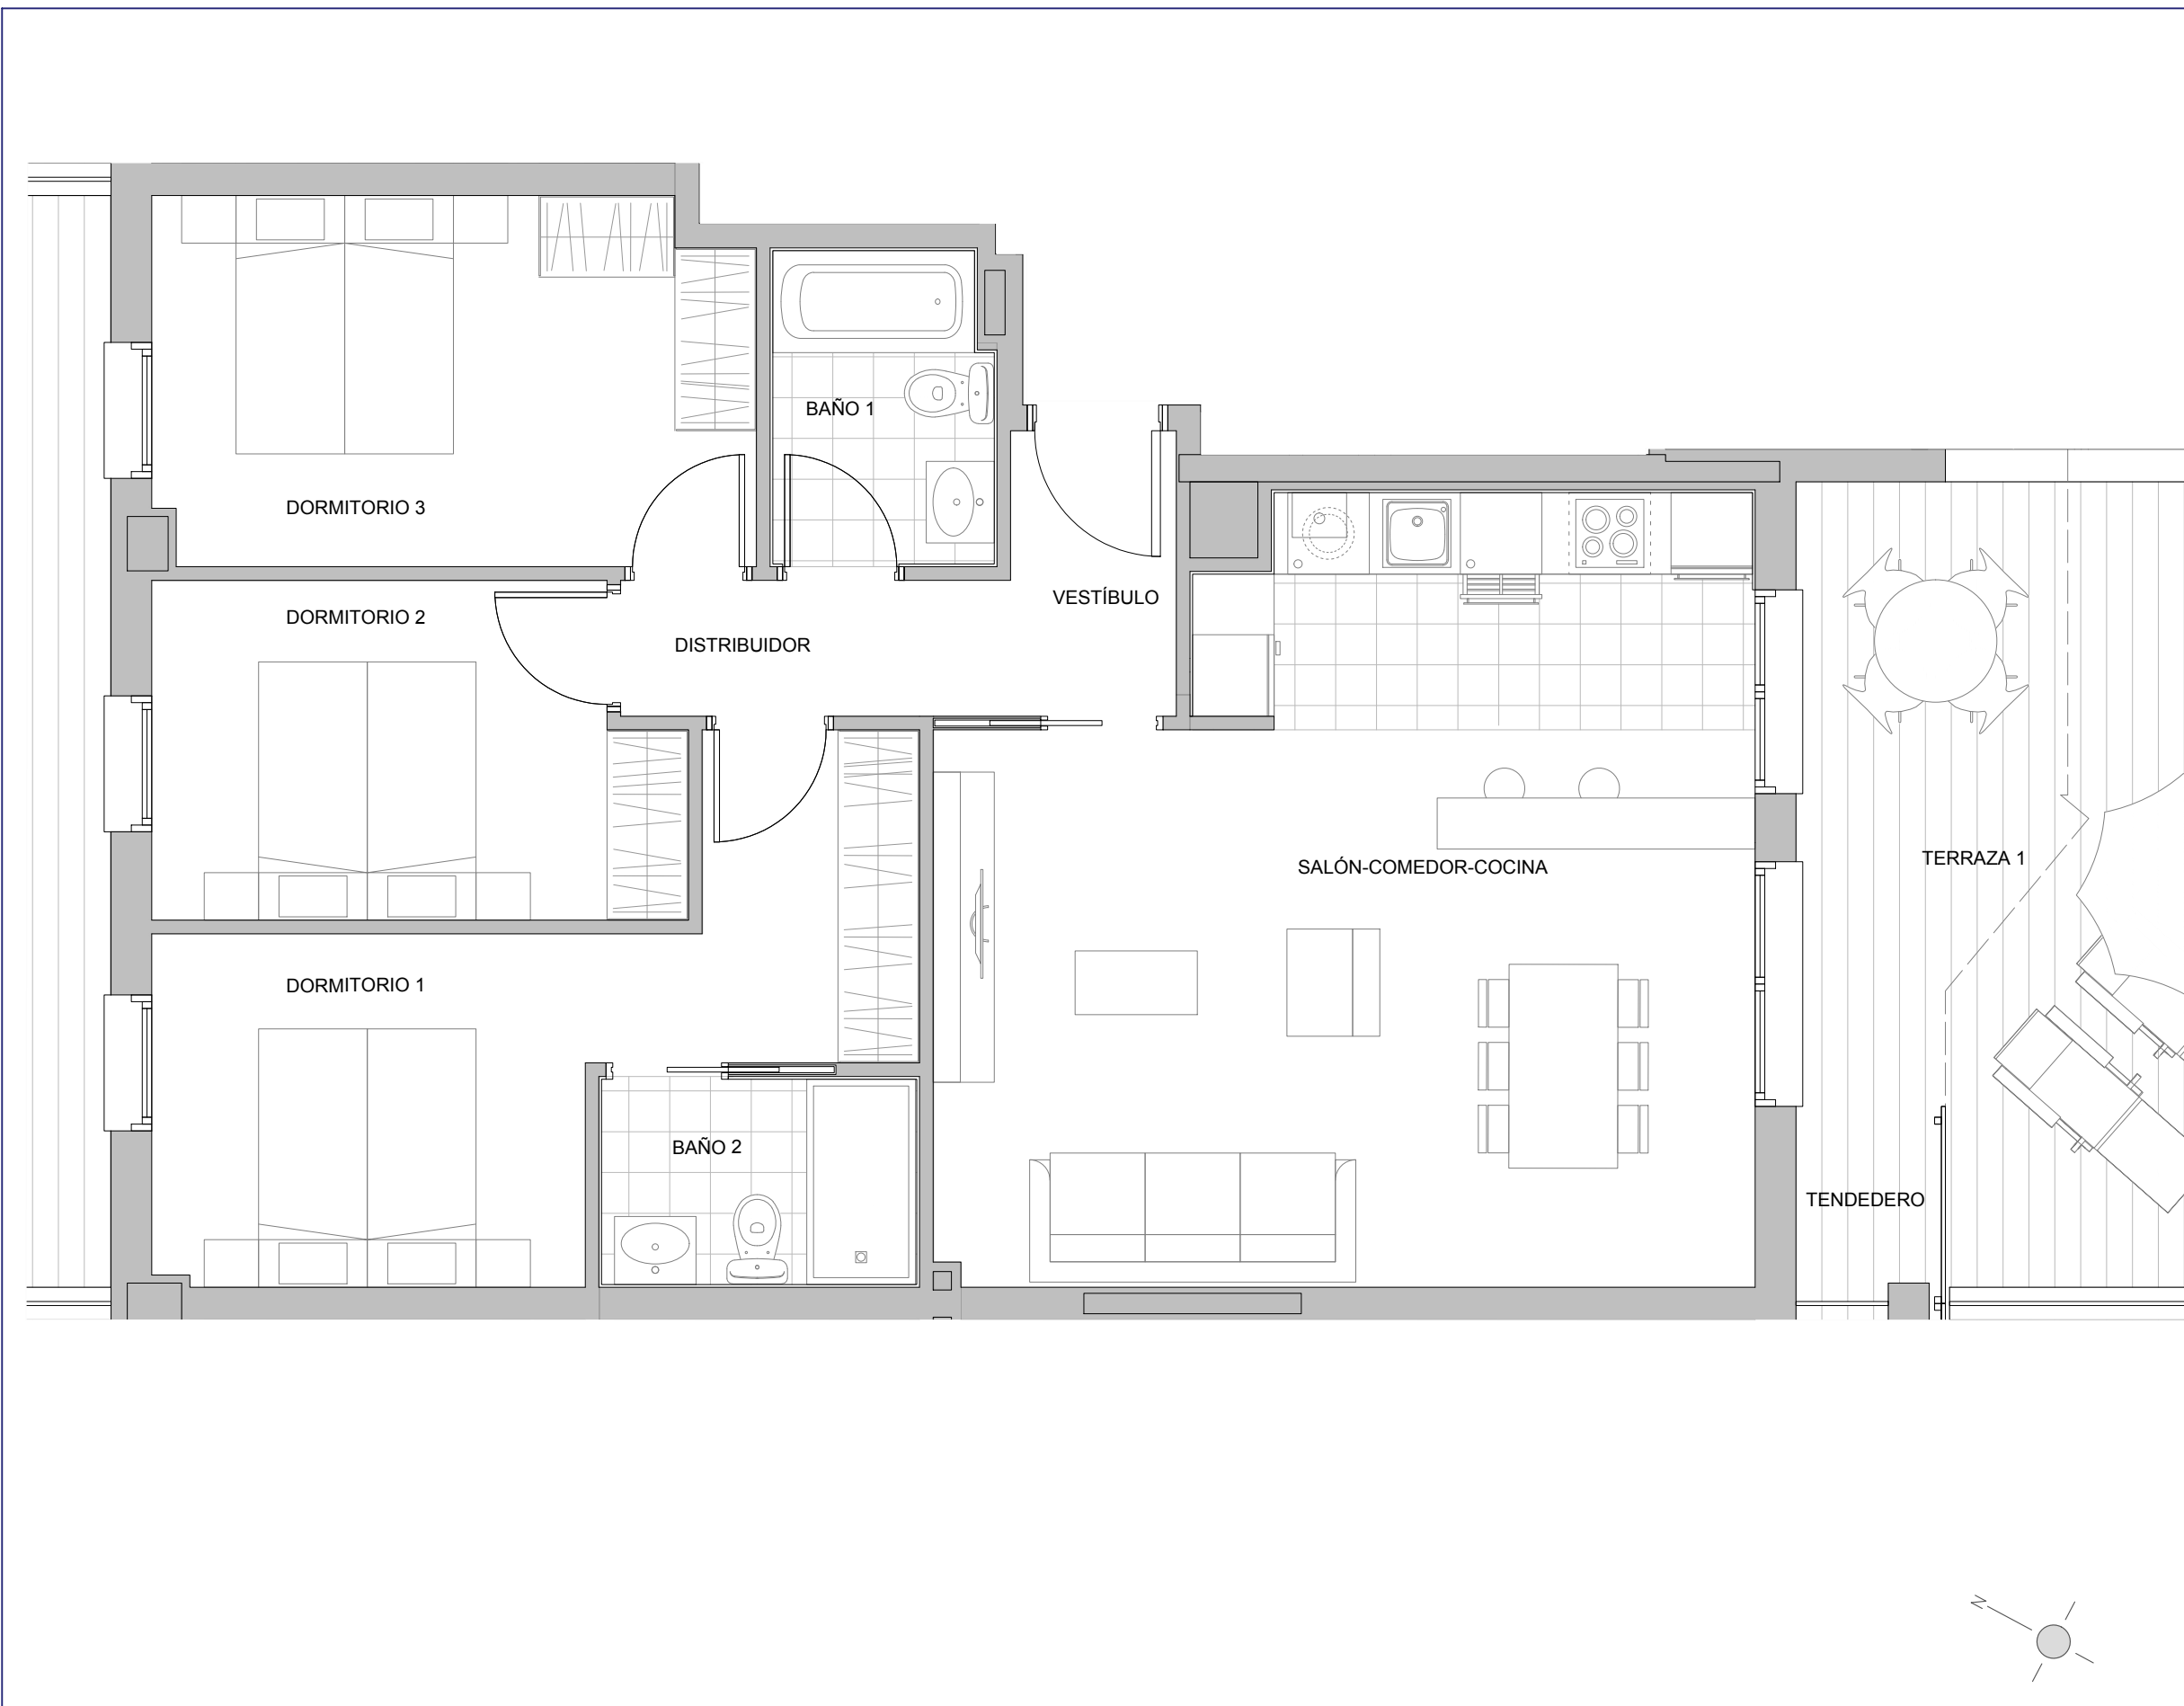 BAÑO 1
DORMITORIO 3
VESTÍBULO
DORMITORIO 2
DISTRIBUIDOR
TERRAZA 1
SALÓN-COMEDOR-COCINA
DORMITORIO 1
BAÑO 2
TENDEDERO
N